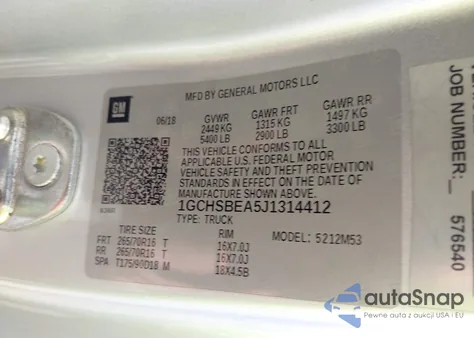 GM
MFD BY GENERAL MOTORS LLC
06/18
GVWR GAWR FRT GAWR RR
2449 KG 1315 KG 1497 KG
5400 LB 2900 LB 3300 LB
THIS VEHICLE CONFORMS TO ALL
APPLICABLE U.S. FEDERAL MOTOR
VEHICLE SAFETY AND THEFT PREVENTION
STANDARDS IN EFFECT ON THE DATE OF
MANUFACTURE SHOWN ABOVE.
1GCHSBEA5J1314412
TYPE: TRUCK
TIRE SIZE RIM MODEL: 5212M53
FRT 265/70R16 T 16X7.0J
RR 265/70R16 T 16X7.0J
SPA T175/90D18 M 18X4.5B
JOB NUMBER:_ 576540
autoSnap
Pewne auta z aukcji USA i EU